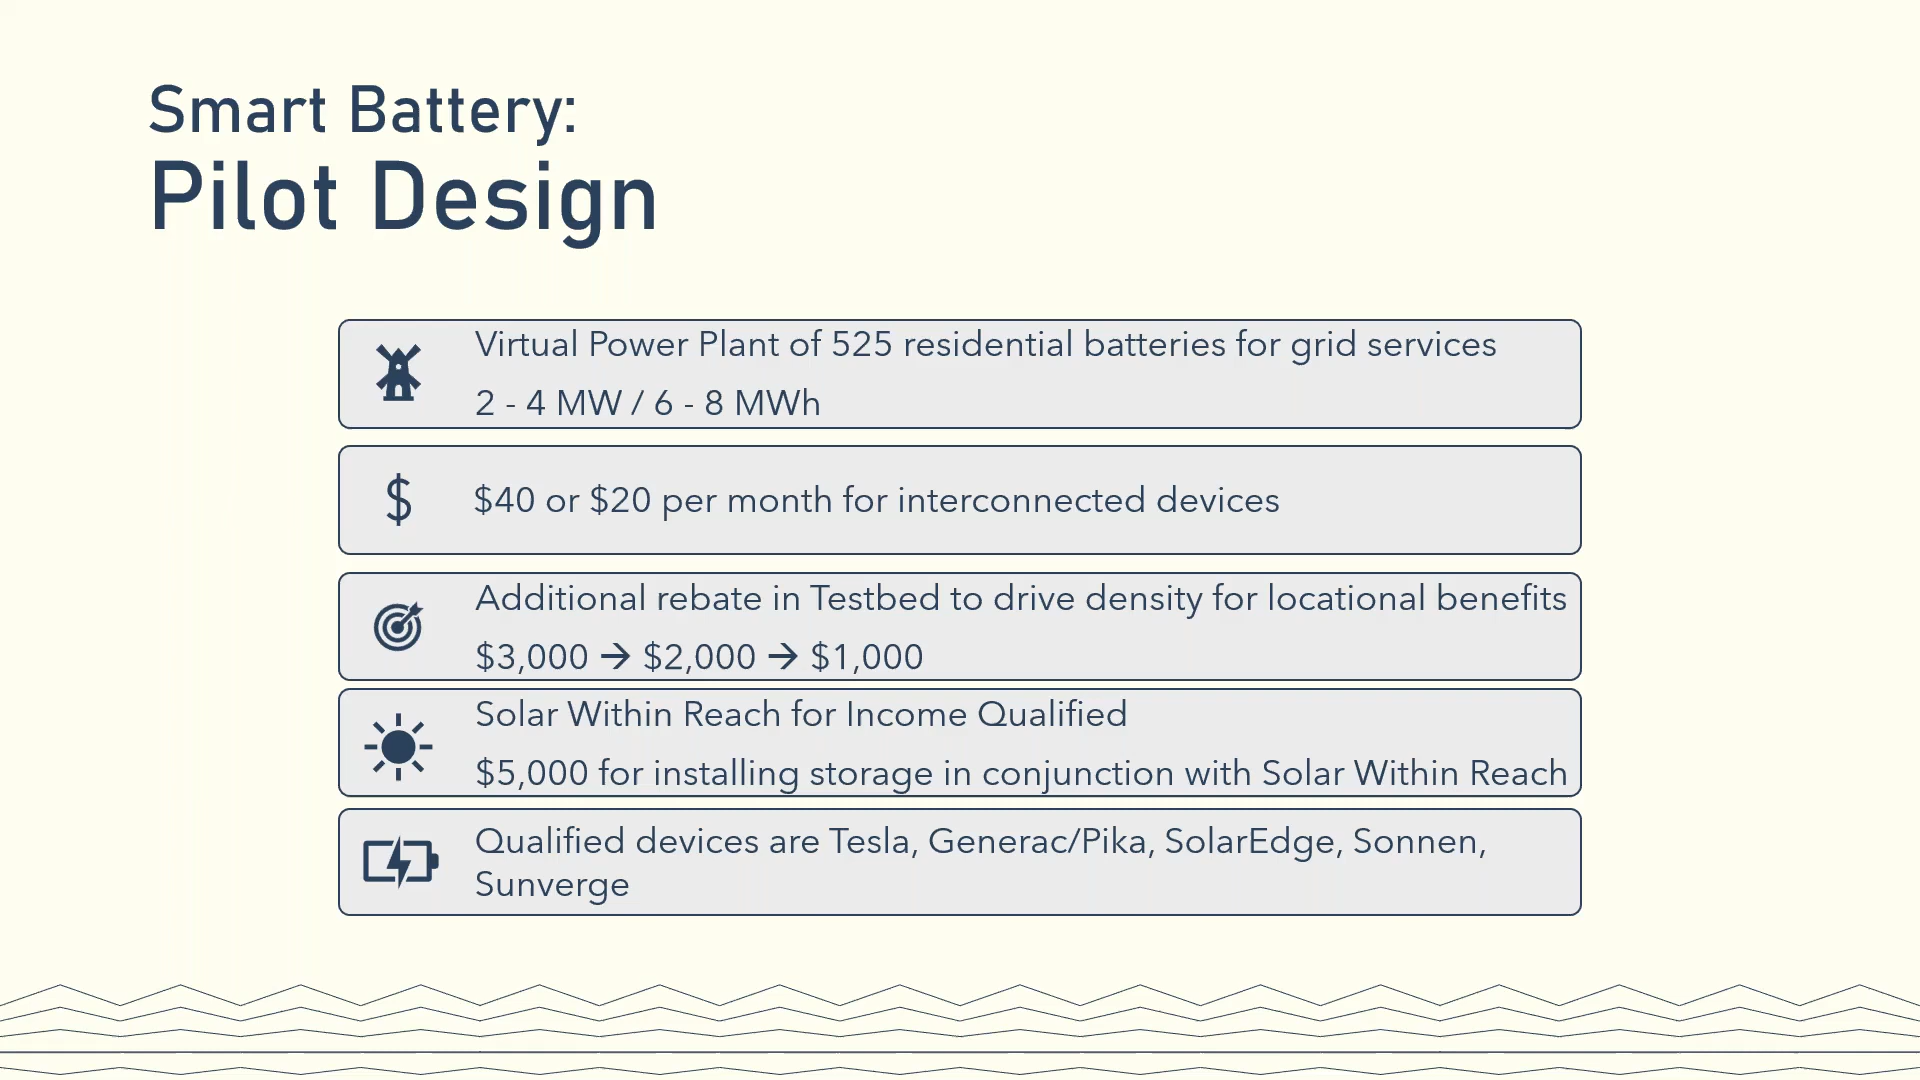 Smart Battery:
Pilot Design
Virtual Power Plant of 525 residential batteries for grid services
2 - 4 MW / 6 - 8 MWh
$ $40 or $20 per month for interconnected devices
Additional rebate in Testbed to drive density for locational benefits
$3,000 → $2,000 → $1,000
Solar Within Reach for Income Qualified
$5,000 for installing storage in conjunction with Solar Within Reach
Qualified devices are Tesla, Generac/Pika, SolarEdge, Sonnen,
Sunverge